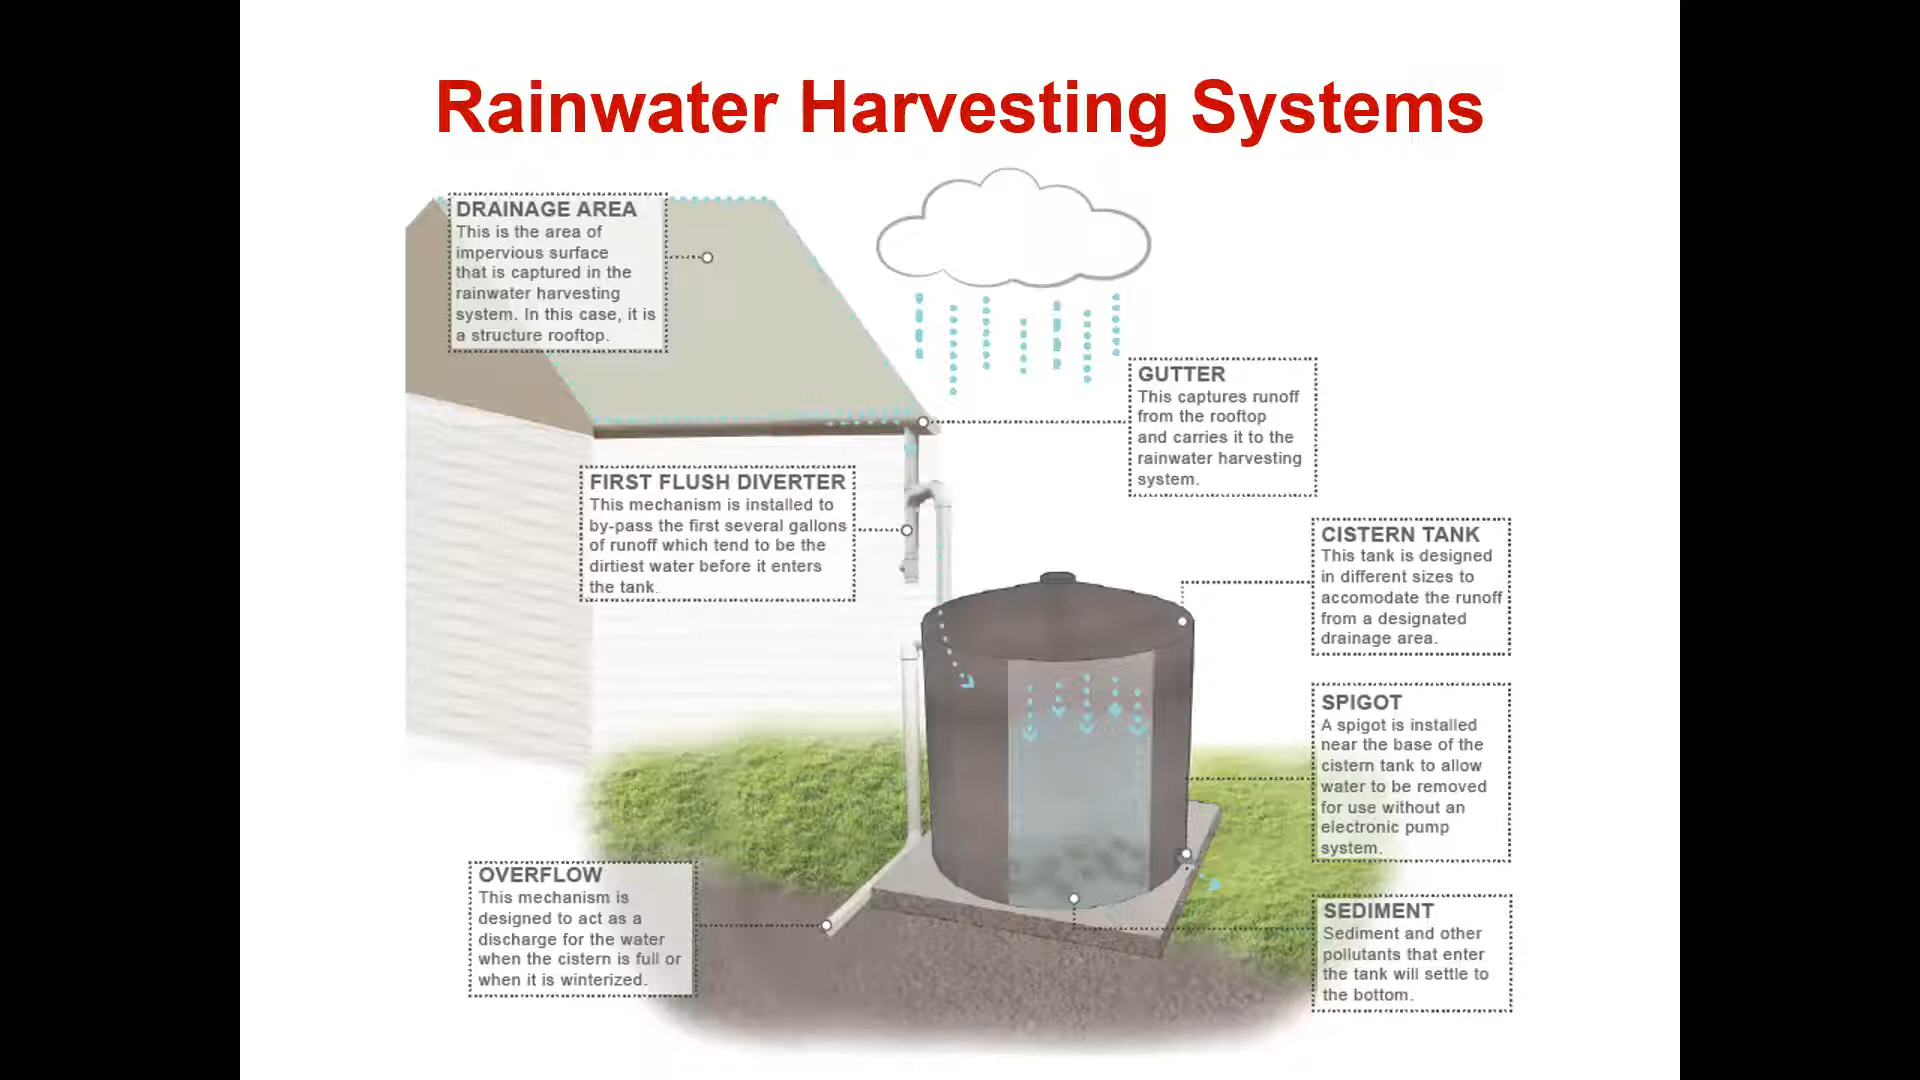 Rainwater Harvesting Systems
DRAINAGE AREA
This is the area of
impervious surface
that is captured in the
rainwater harvesting
system. In this case, it is
a structure rooftop.
GUTTER
This captures runoff
from the rooftop
and carries it to the
rainwater harvesting
system.
FIRST FLUSH DIVERTER
This mechanism is installed to
by-pass the first several gallons
of runoff which tend to be the
dirtiest water before it enters
the tank.
CISTERN TANK
This tank is designed
in different sizes to
accomodate the runoff
from a designated
drainage area.
SPIGOT
A spigot is installed
near the base of the
cistern tank to allow
water to be removed
for use without an
electronic pump
system.
OVERFLOW
This mechanism is
designed to act as a
discharge for the water
when the cistern is full or
when it is winterized.
SEDIMENT
Sediment and other
pollutants that enter
the tank will settle to
the bottom.